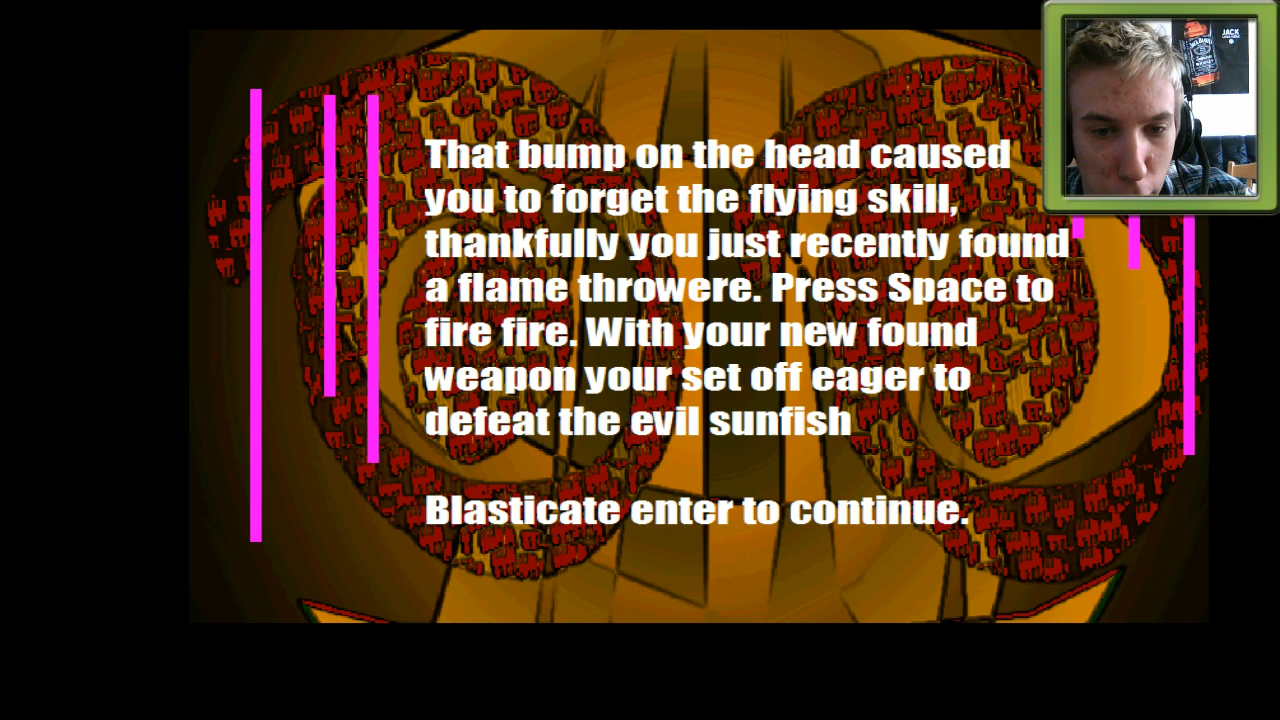 That bump on the head caused
you to forget the flying skill,
thankfully you just recently found
a flame throwere. Press Space to
fire fire. With your new found
weapon your set off eager to
defeat the evil sunfish
Blasticate enter to continue.
JACK